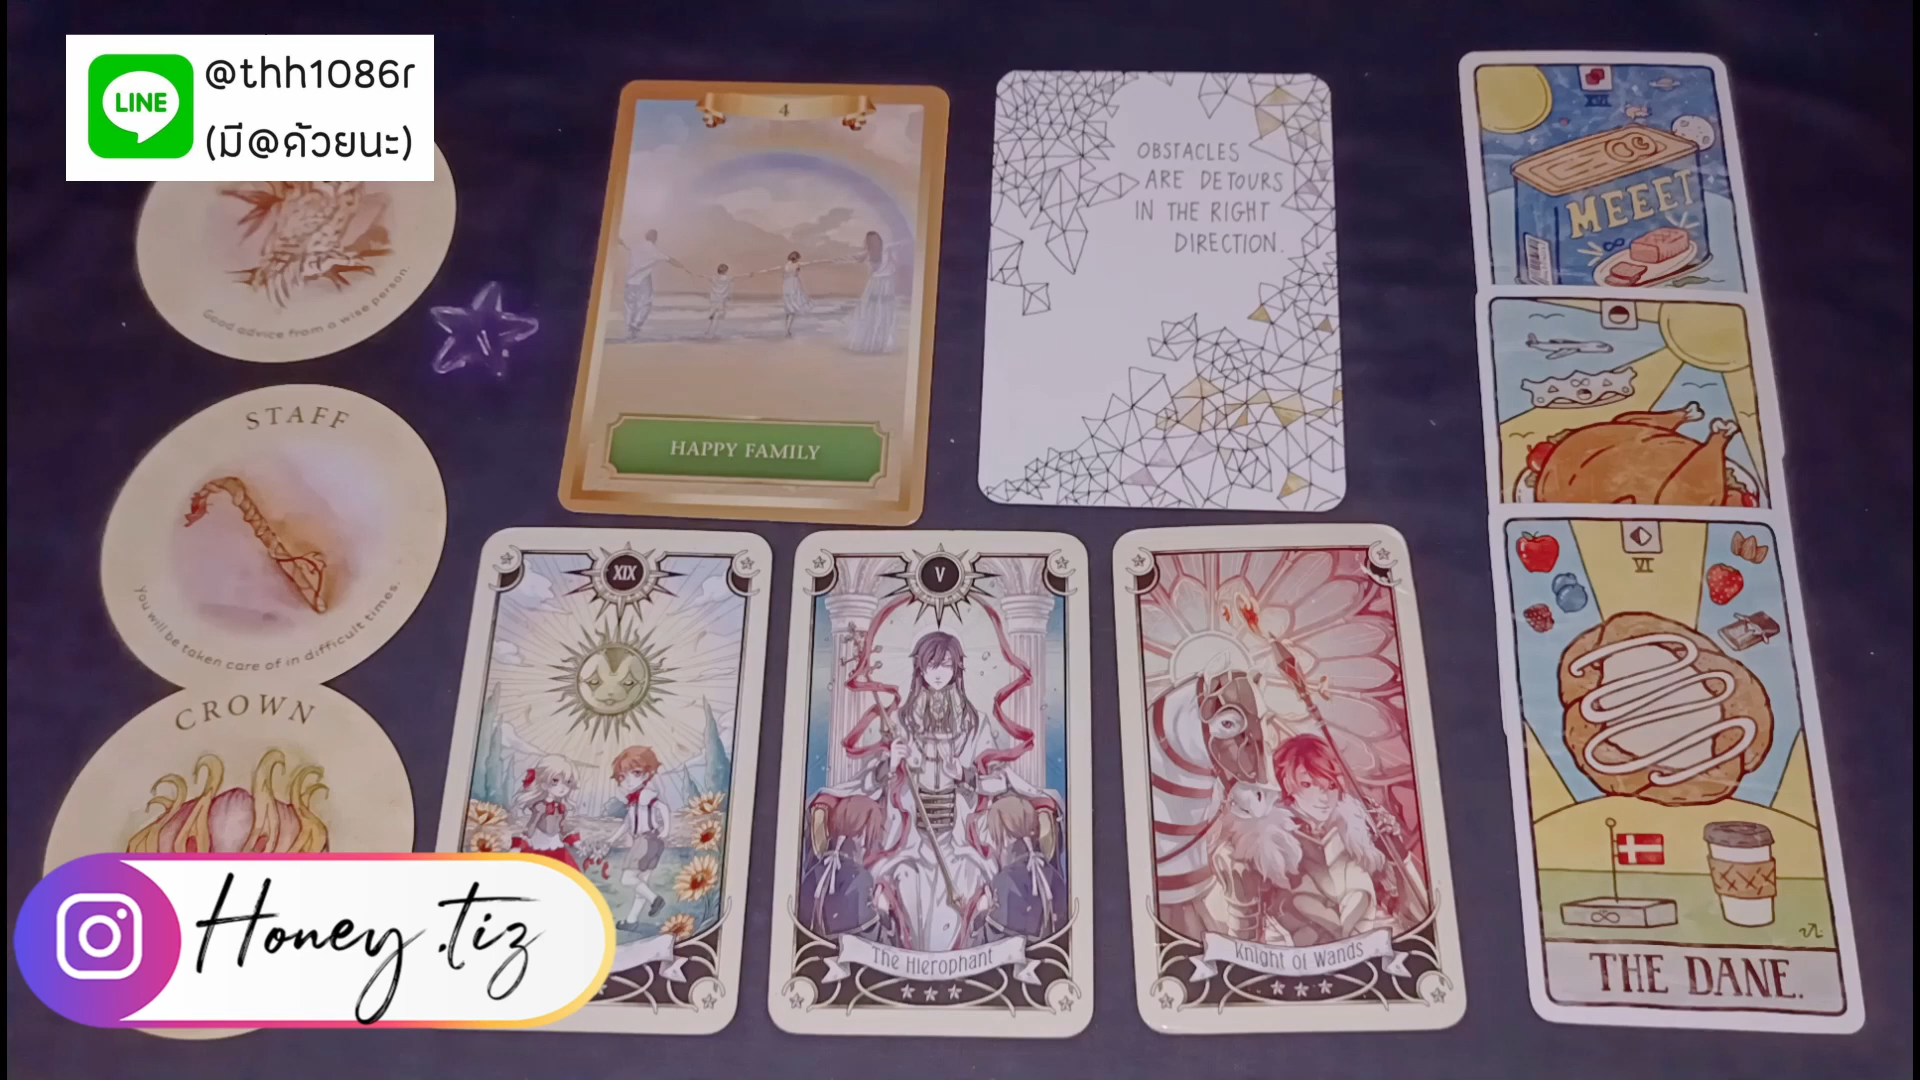 LINE
@thh1086r
(มี@ด้วยนะ)
Good advice from a wise person.
STAFF
You will be taken care of in difficult times.
CROWN
4
HAPPY FAMILY
OBSTACLES
ARE DETOURS
IN THE RIGHT
DIRECTION.
XVI
MEEET
XIX
V
The Hierophant
Knight of Wands
VI
THE DANE.
Honey.tiz